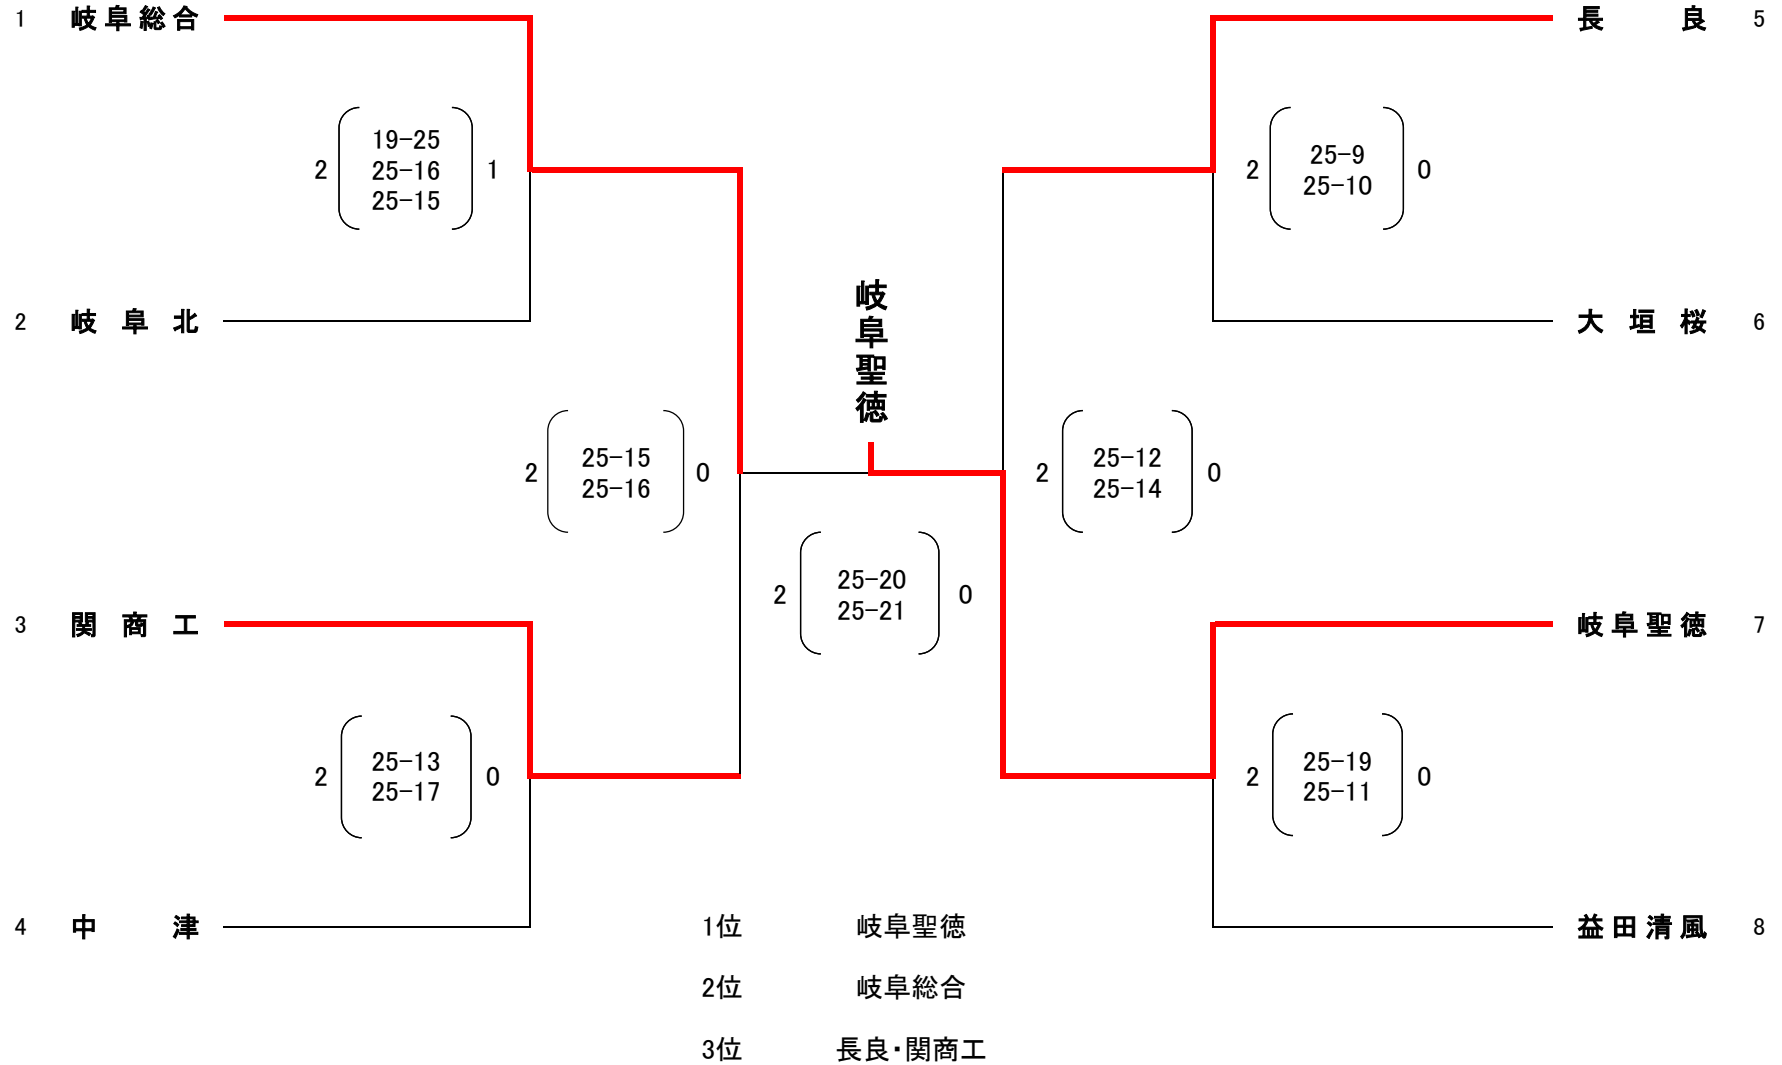 1 岐阜総合
長良 5
2 19-25 1
25-16
25-15
2 25-9 0
25-10
2 岐阜北
岐阜聖徳
大垣桜 6
2 25-15 0
25-16
2 25-12 0
25-14
2 25-20 0
25-21
3 関商工
岐阜聖徳 7
2 25-13 0
25-17
2 25-19 0
25-11
4 中津
益田清風 8
1位 岐阜聖徳
2位 岐阜総合
3位 長良・関商工